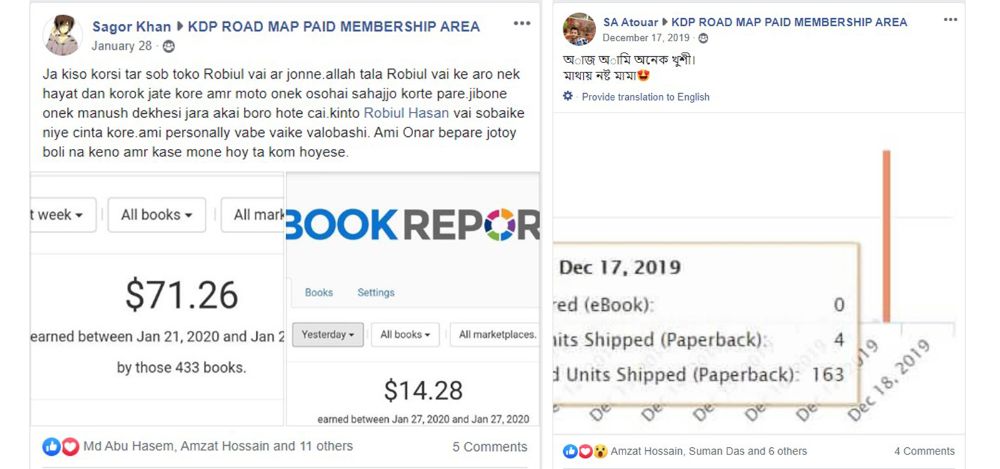 Sagor Khan ▶ KDP ROAD MAP PAID MEMBERSHIP AREA
January 28 ·
Ja kiso korsi tar sob toko Robiul vai ar jonne.allah tala Robiul vai ke aro nek
hayat dan korok jate kore amr moto onek osohai sahajjo korte pare.jibone
onek manush dekhesi jara akai boro hote cai.kinto Robiul Hasan vai sobaike
niye cinta kore.ami personally vabe vaike valobashi. Ami Onar bepare jotoy
boli na keno amr kase mone hoy ta kom hoyese.
t week
All books
All mark
$71.26
earned between Jan 21, 2020 and Jan 2
by those 433 books.
BOOK REPOR
Books Settings
Yesterday
All books
All marketplaces.
$14.28
earned between Jan 27, 2020 and Jan 27, 2020
Md Abu Hasem, Amzat Hossain and 11 others
5 Comments
SA Atouar ▶ KDP ROAD MAP PAID MEMBERSHIP AREA
December 17, 2019 ·
অাজ অামি অনেক খুশী।
মাথায় নষ্ট মামা😍
Provide translation to English
Dec 17, 2019
red (eBook): 0
nits Shipped (Paperback): 4
d Units Shipped (Paperback): 163
Dec 18, 2019
Amzat Hossain, Suman Das and 6 others
4 Comments